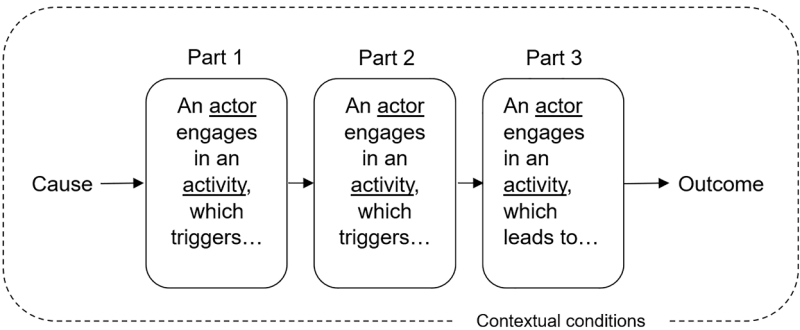 Part 1
Part 2
Part 3
Cause
An actor
engages
in an
activity,
which
triggers…
An actor
engages
in an
activity,
which
triggers…
An actor
engages
in an
activity,
which
leads to…
Outcome
Contextual conditions